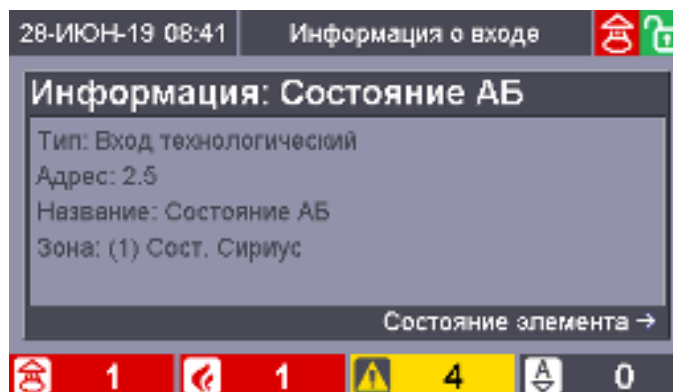 28-ИЮН-19 08:41
Информация о входе
Информация: Состояние АБ
Тип: Вход технологический
Адрес: 2.5
Название: Состояние АБ
Зона: (1) Сост. Сириус
Состояние элемента →
1
1
4
A
0